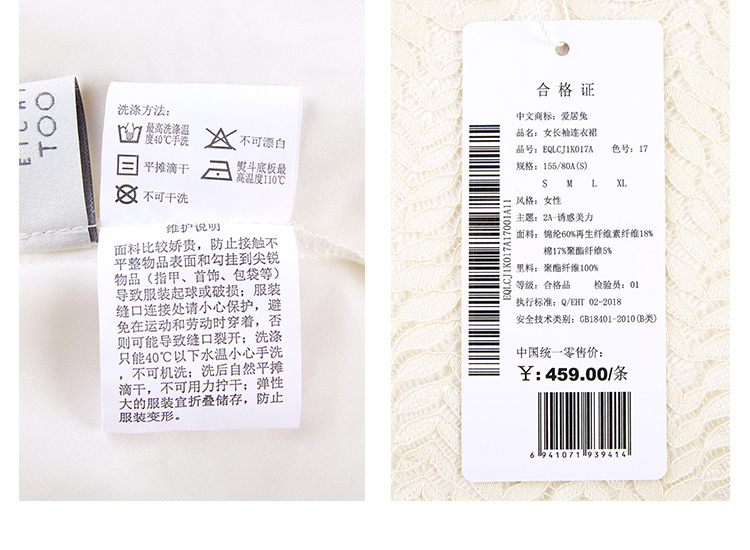 TOO
洗涤方法:
最高洗涤温
度40℃手洗
不可漂白
平摊滴干
熨斗底板最
高温度110℃
不可干洗
维护说明
面料比较娇贵，防止接触不
平整物品表面和勾挂到尖锐
物品（指甲、首饰、包袋等）
导致服装起球或破损；服装
缝口连接处请小心保护，避
免在运动和劳动时穿着，否
则可能导致缝口裂开；洗涤
只能40℃以下水温小心手洗
，不可机洗；洗后自然平摊
滴干，不可用力拧干；弹性
大的服装宜折叠储存，防止
服装变形。
合格证
中文商标: 爱居兔
品名: 女长袖连衣裙
品号: EQLCJ1K017A 色号: 17
规格: 155/80A(S)
S M L XL
风格: 女性
主题: 2A-诱惑美力
面料: 锦纶60%再生纤维素纤维18%
棉17%聚酯纤维5%
里料: 聚酯纤维100%
等级: 合格品 检验员: 01
执行标准: Q/EHT 02-2018
安全技术类别: GB18401-2010(B类)
中国统一零售价:
¥: 459.00/条
EQLCJ1K017A17001A11
6 941071 939414